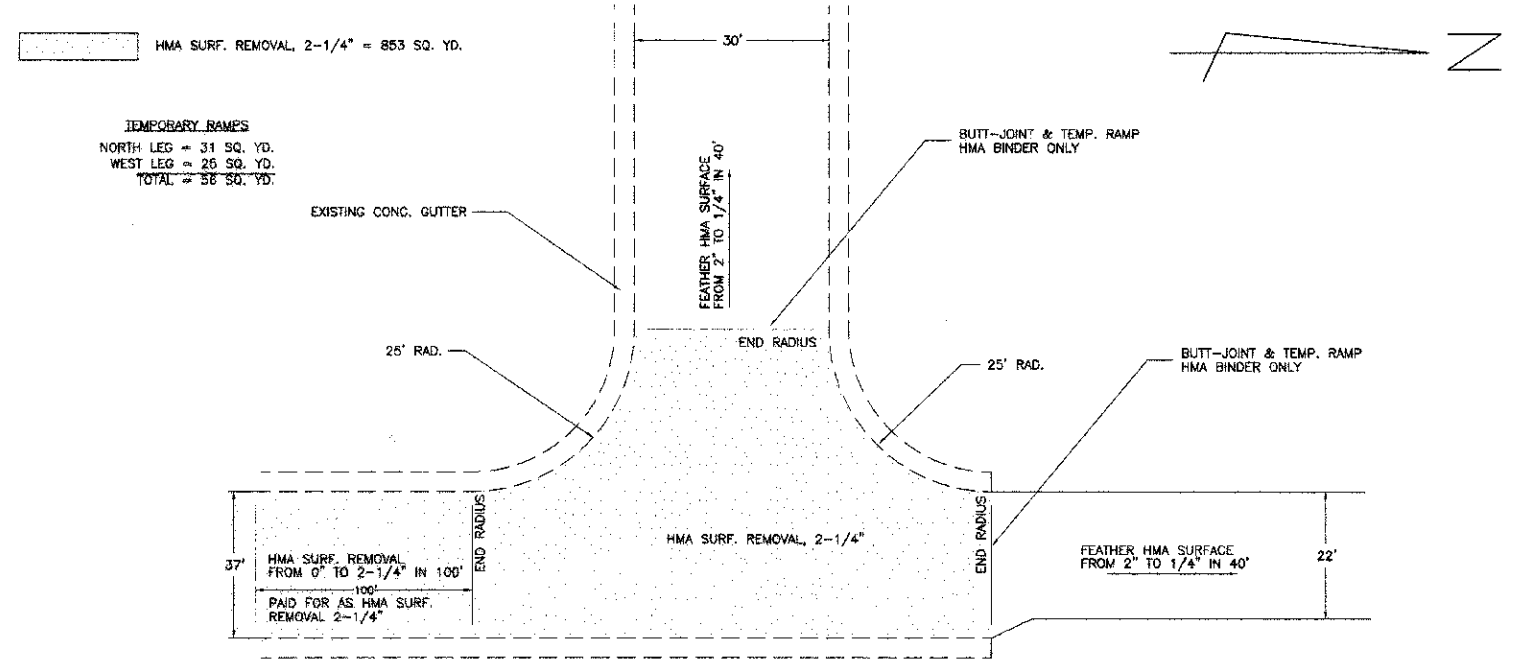 HMA SURF. REMOVAL, 2-1/4" = 853 SQ. YD.
30'
Z
TEMPORARY RAMPS
NORTH LEG = 31 SQ. YD.
WEST LEG = 25 SQ. YD.
TOTAL = 56 SQ. YD.
BUTT-JOINT & TEMP. RAMP
HMA BINDER ONLY
FEATHER HMA SURFACE
FROM 2" TO 1/4" IN 40'
EXISTING CONC. GUTTER
END RADIUS
25' RAD.
25' RAD.
BUTT-JOINT & TEMP. RAMP
HMA BINDER ONLY
END RADIUS
END RADIUS
HMA SURF. REMOVAL, 2-1/4"
37'
HMA SURF. REMOVAL
FROM 0" TO 2-1/4" IN 100'
100'
PAID FOR AS HMA SURF.
REMOVAL 2-1/4"
FEATHER HMA SURFACE
FROM 2" TO 1/4" IN 40'
22'